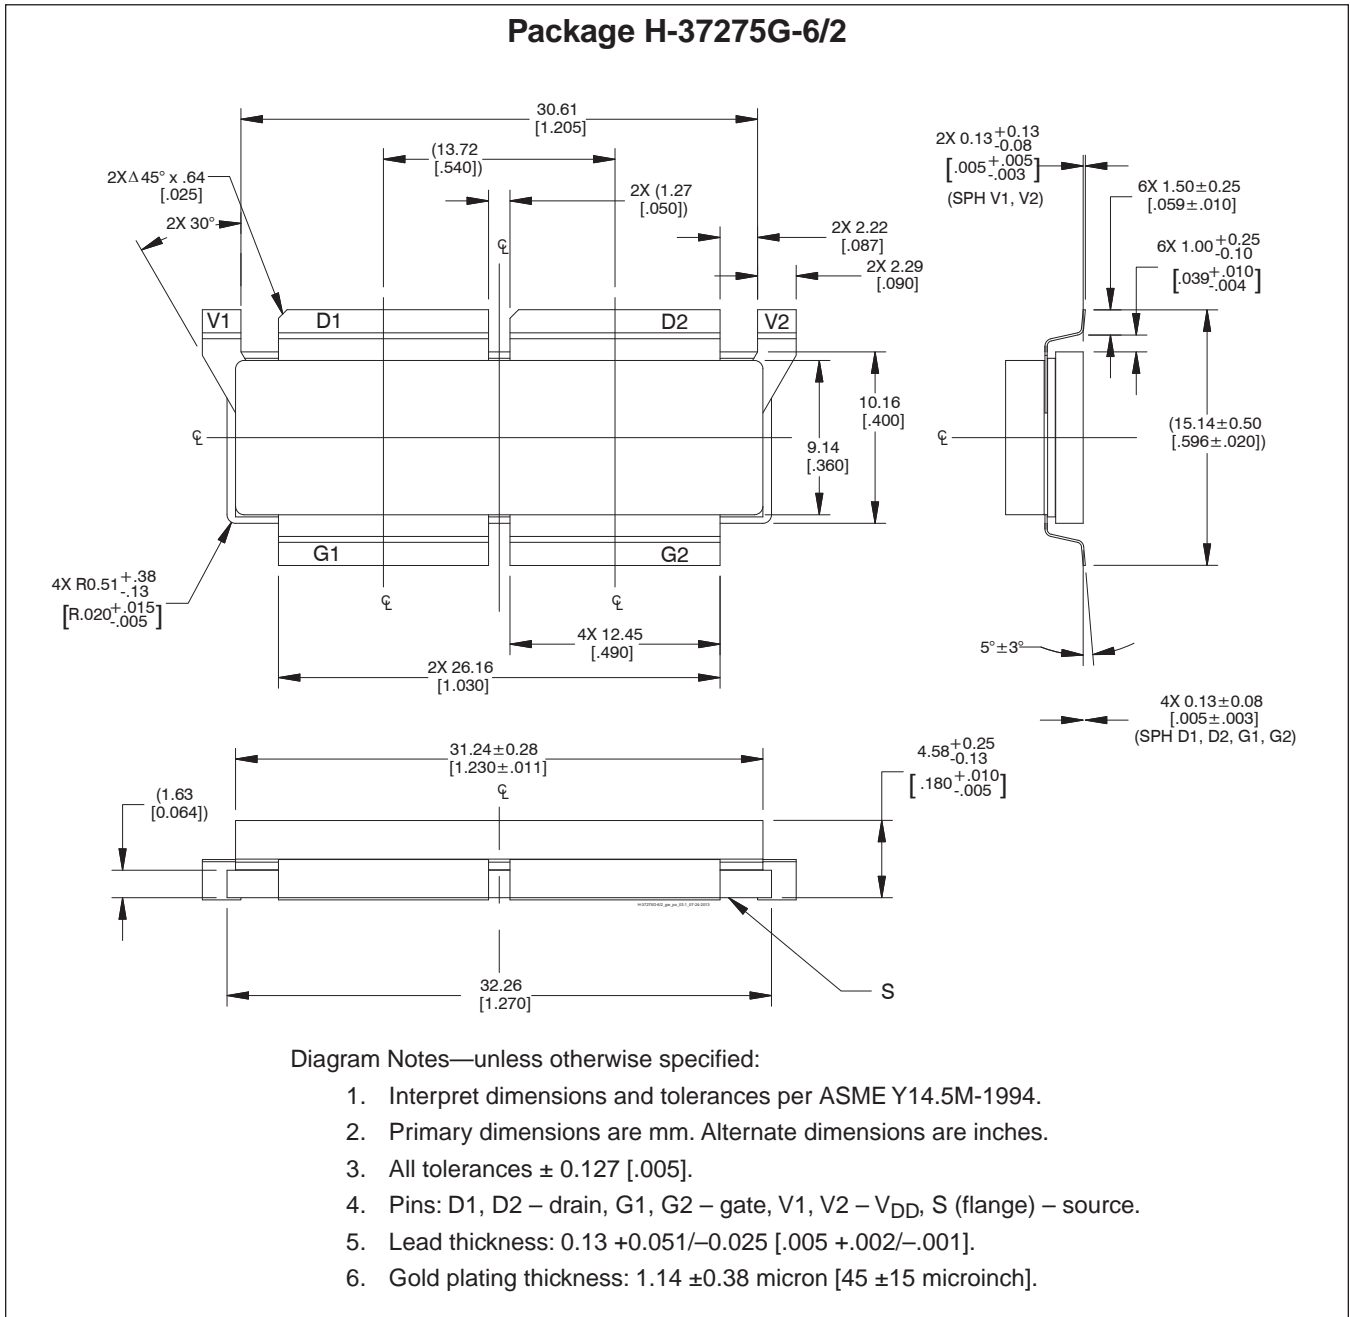 Package H-37275G-6/2
30.61
[1.205]
(13.72
[.540])
2X∆45° x .64
[.025]
2X 30°
2X (1.27
[.050])
℄
2X 2.22
[.087]
2X 2.29
[.090]
2X 0.13 +0.13
-0.08
[.005 +.005
-.003]
(SPH V1, V2)
6X 1.50±0.25
[.059±.010]
6X 1.00 +0.25
-0.10
[.039 +.010
-.004]
V1
D1
D2
V2
10.16
[.400]
9.14
[.360]
℄
℄
(15.14±0.50
[.596±.020])
G1
G2
4X R0.51 +.38
-.13
[R.020 +.015
-.005]
℄
℄
4X 12.45
[.490]
2X 26.16
[1.030]
5°±3°
4X 0.13±0.08
[.005±.003]
(SPH D1, D2, G1, G2)
31.24±0.28
[1.230±.011]
℄
4.58 +0.25
-0.13
[.180 +.010
-.005]
(1.63
[0.064])
32.26
[1.270]
S
Diagram Notes—unless otherwise specified:
1. Interpret dimensions and tolerances per ASME Y14.5M-1994.
2. Primary dimensions are mm. Alternate dimensions are inches.
3. All tolerances ± 0.127 [.005].
4. Pins: D1, D2 – drain, G1, G2 – gate, V1, V2 – VDD, S (flange) – source.
5. Lead thickness: 0.13 +0.051/–0.025 [.005 +.002/–.001].
6. Gold plating thickness: 1.14 ±0.38 micron [45 ±15 microinch].